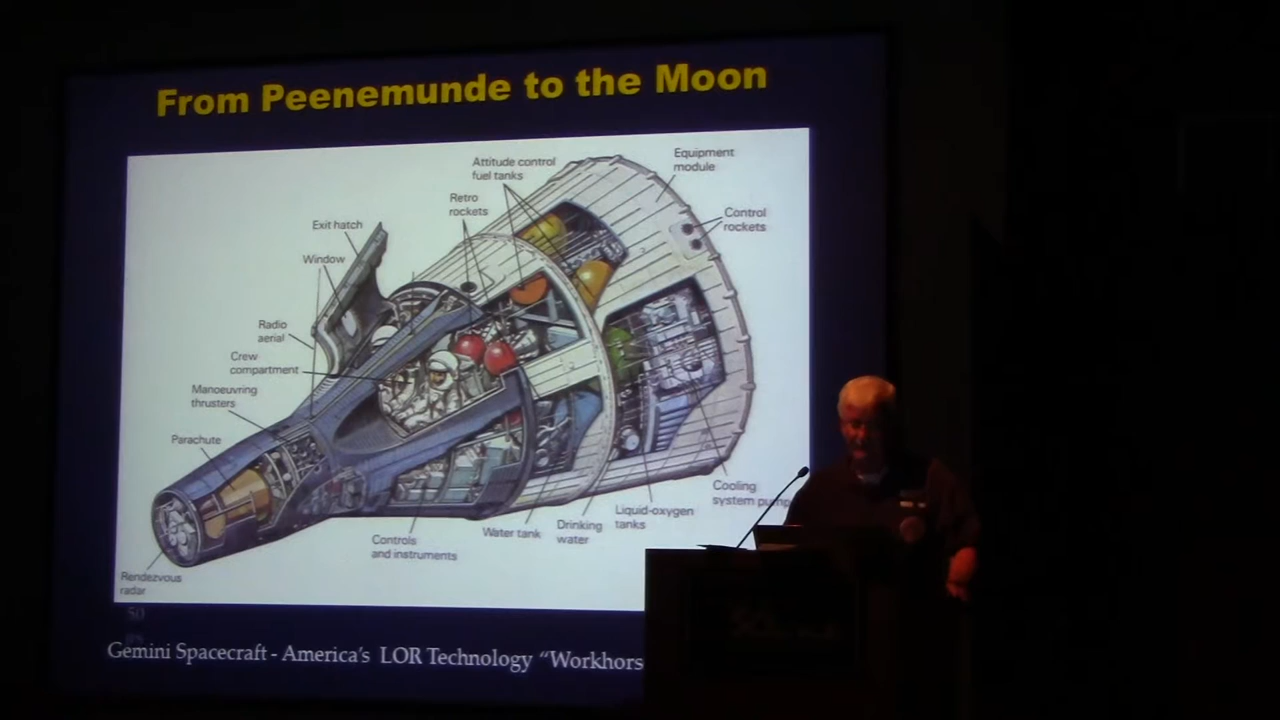 From Peenemunde to the Moon
Attitude control
fuel tanks
Equipment
module
Retro
rockets
Control
rockets
Exit hatch
Window
Radio
aerial
Crew
compartment
Manoeuvring
thrusters
Parachute
Cooling
system pump
Liquid-oxygen
tanks
Drinking
water
Water tank
Controls
and instruments
Rendezvous
radar
50
Gemini Spacecraft - America's LOR Technology "Workhors